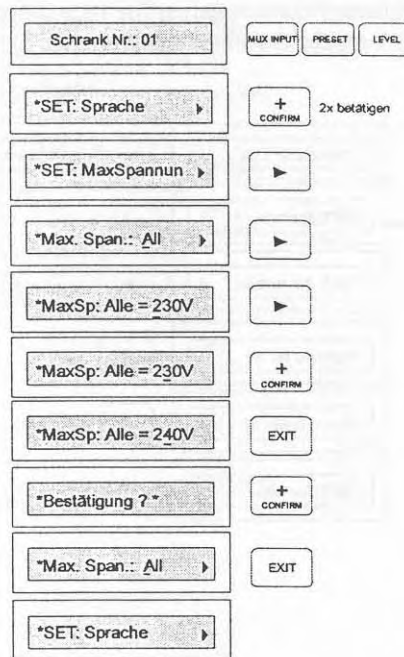 Schrank Nr.: 01 MUX INPUT PRESET LEVEL
*SET: Sprache + CONFIRM 2x betätigen
*SET: MaxSpannun
*Max. Span.: All
*MaxSp: Alle = 230V
*MaxSp: Alle = 230V + CONFIRM
*MaxSp: Alle = 240V EXIT
*Bestätigung ? * + CONFIRM
*Max. Span.: All EXIT
*SET: Sprache